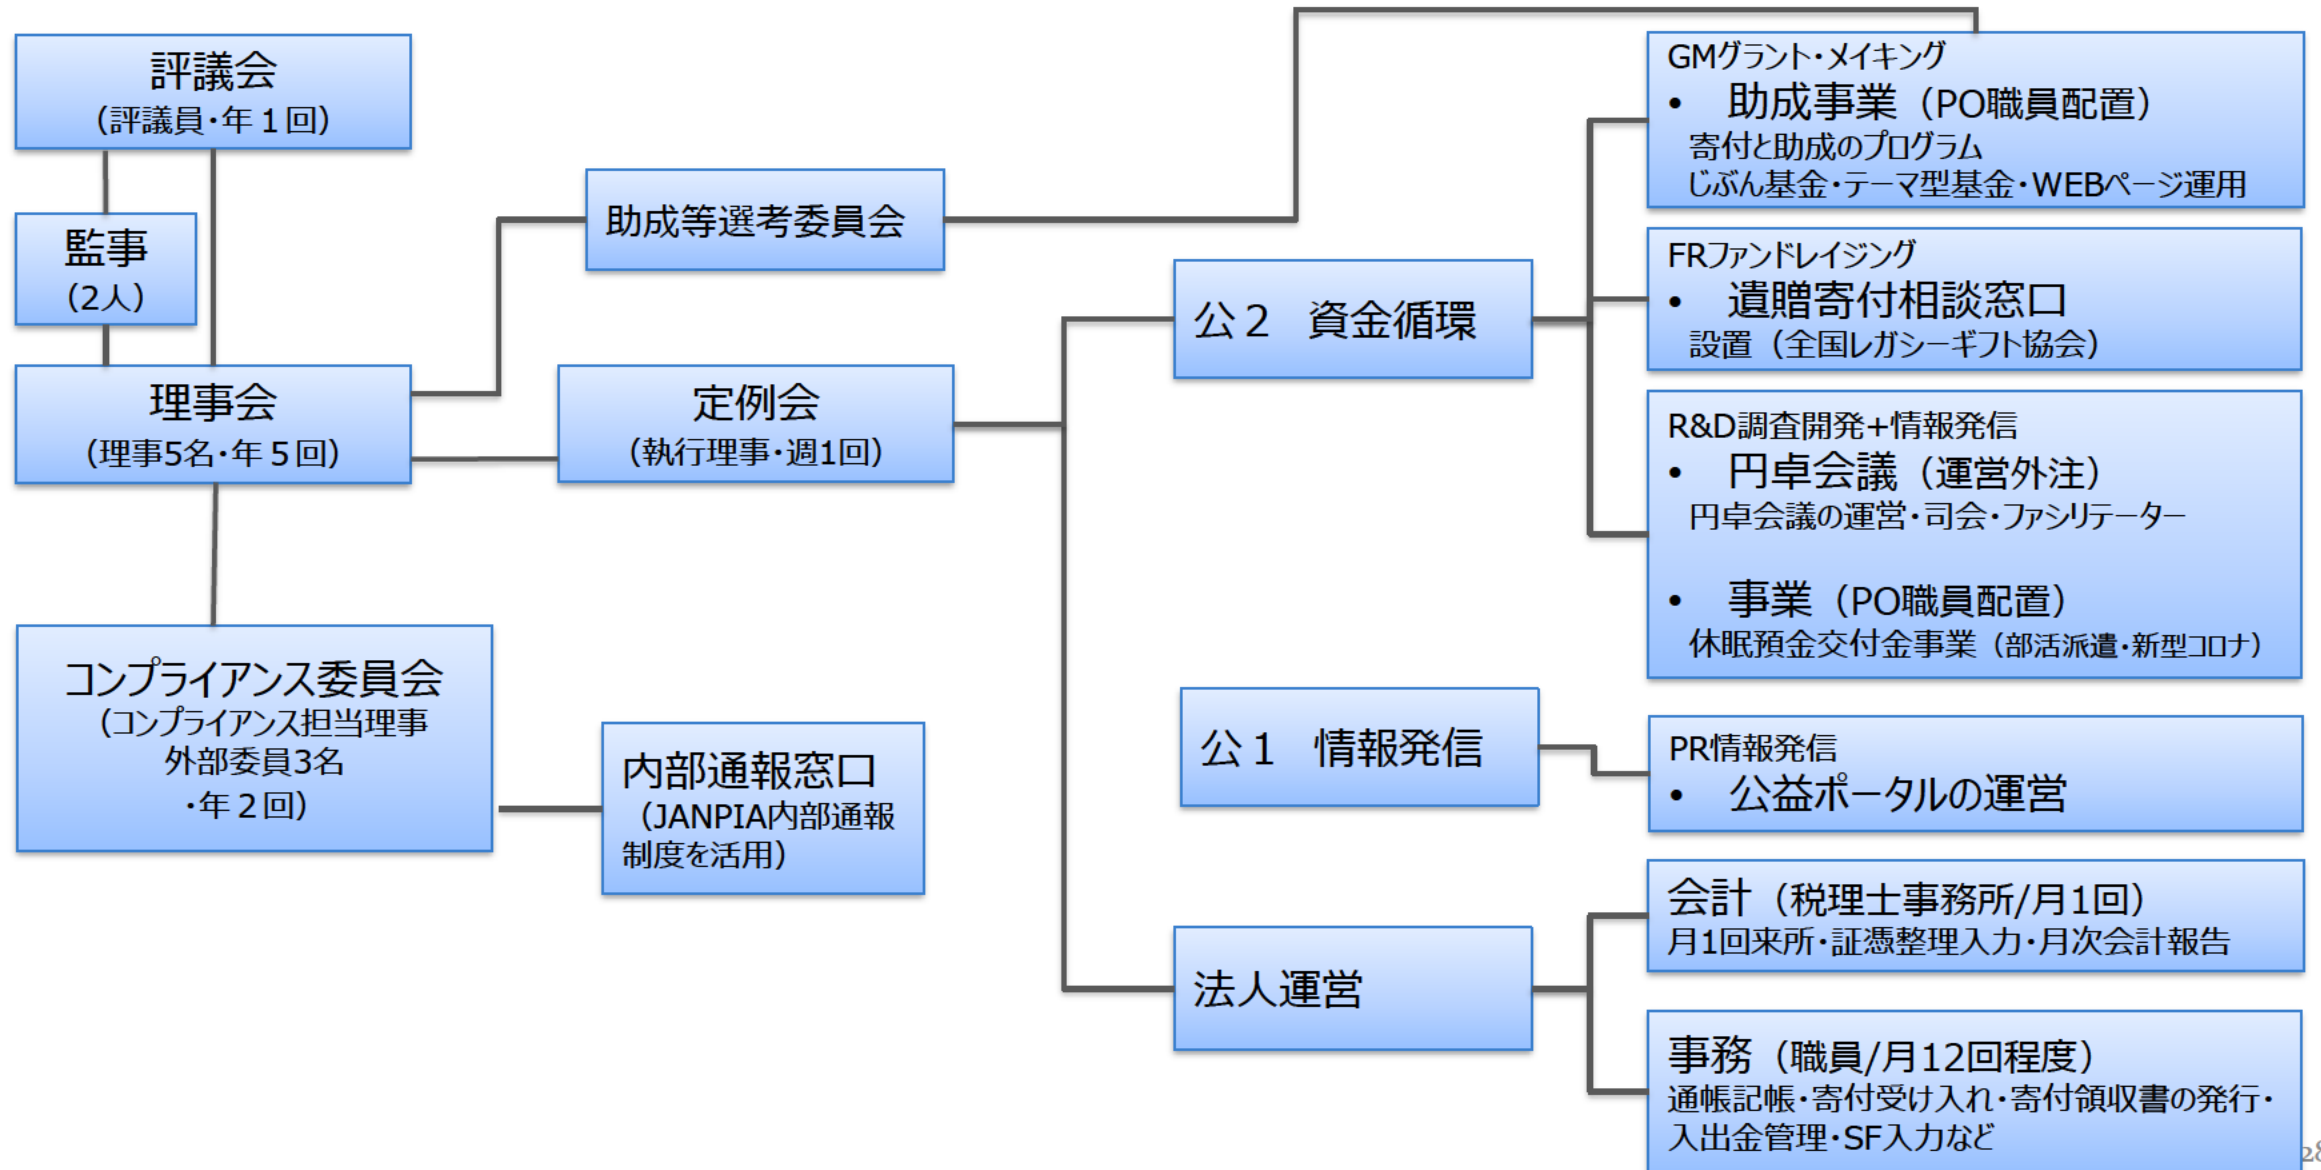 評議会
（評議員・年１回）
監事
（2人）
理事会
（理事5名・年５回）
コンプライアンス委員会
（コンプライアンス担当理事
外部委員3名
・年２回）
助成等選考委員会
定例会
（執行理事・週1回）
内部通報窓口
（JANPIA内部通報
制度を活用）
公２　資金循環
公１　情報発信
法人運営
GMグラント・メイキング
•　助成事業（PO職員配置）
寄付と助成のプログラム
じぶん基金・テーマ型基金・WEBページ運用
FRファンドレイジング
•　遺贈寄付相談窓口
設置（全国レガシーギフト協会）
R&D調査開発+情報発信
•　円卓会議（運営外注）
円卓会議の運営・司会・ファシリテーター
•　事業（PO職員配置）
休眠預金交付金事業（部活派遣・新型コロナ）
PR情報発信
•　公益ポータルの運営
会計（税理士事務所/月1回）
月1回来所・証憑整理入力・月次会計報告
事務（職員/月12回程度）
通帳記帳・寄付受け入れ・寄付領収書の発行・
入出金管理・SF入力など